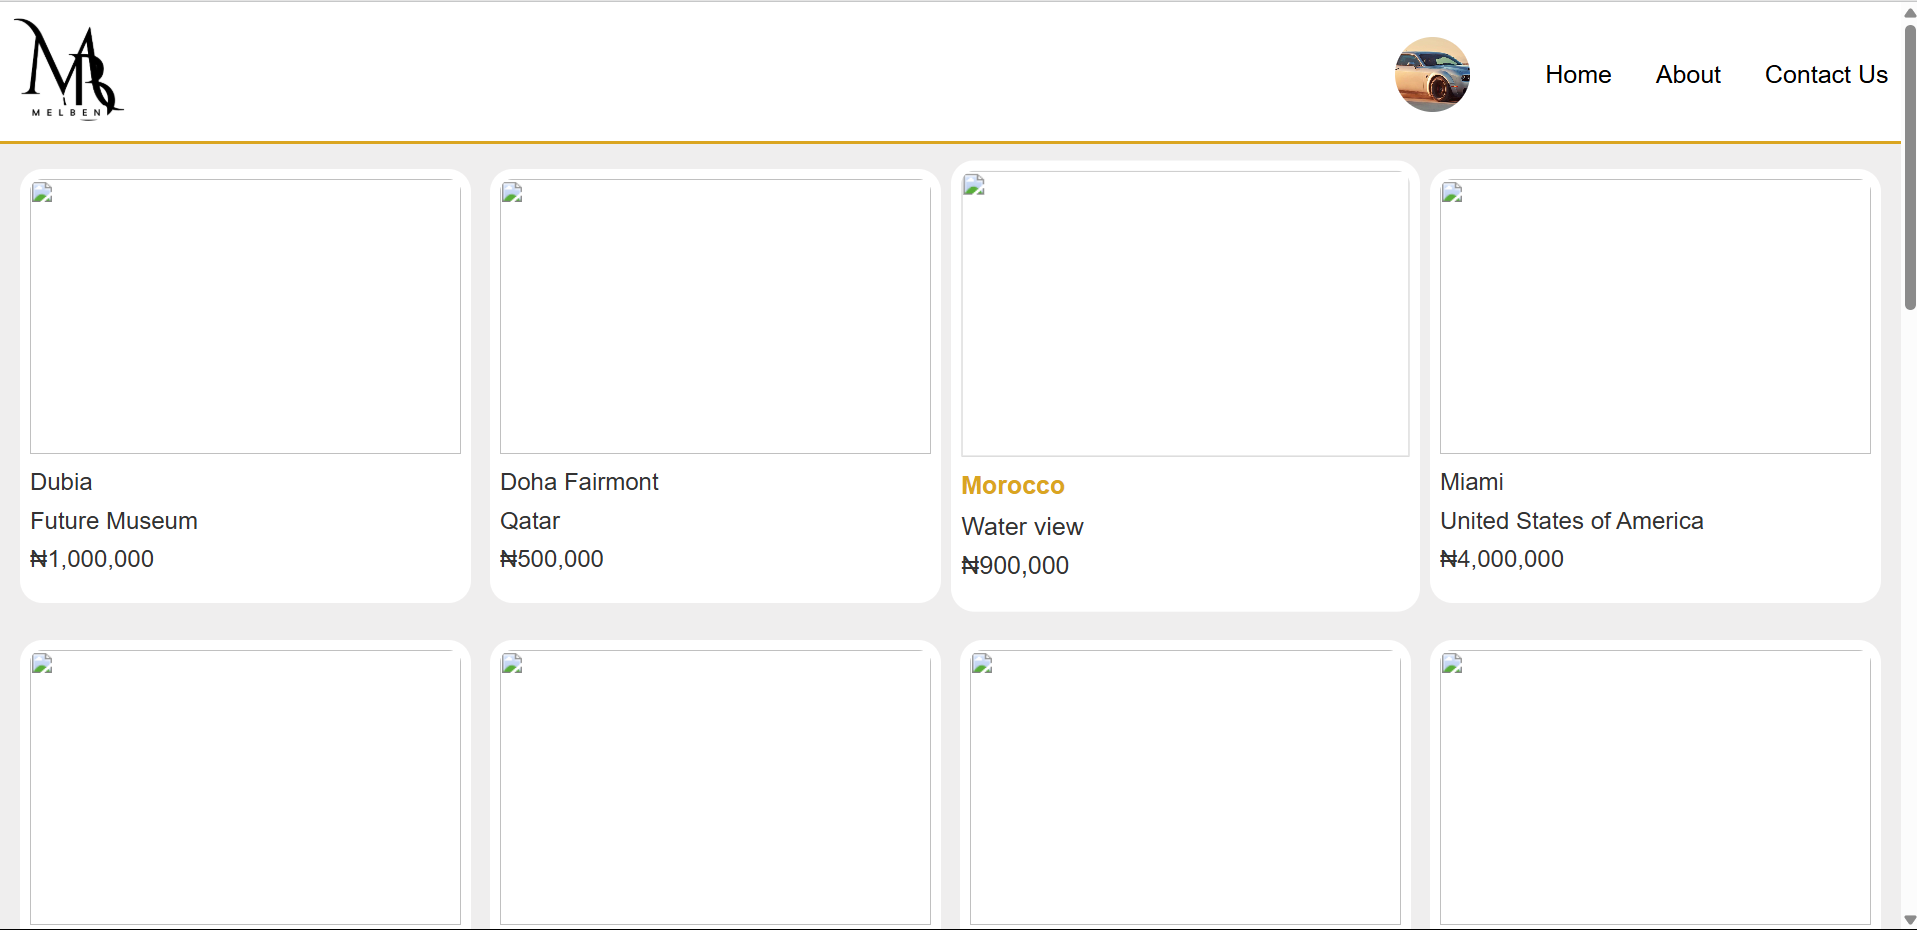 MB
MELBEN
Home About Contact Us
Dubia
Future Museum
₦1,000,000
Doha Fairmont
Qatar
₦500,000
Morocco
Water view
₦900,000
Miami
United States of America
₦4,000,000